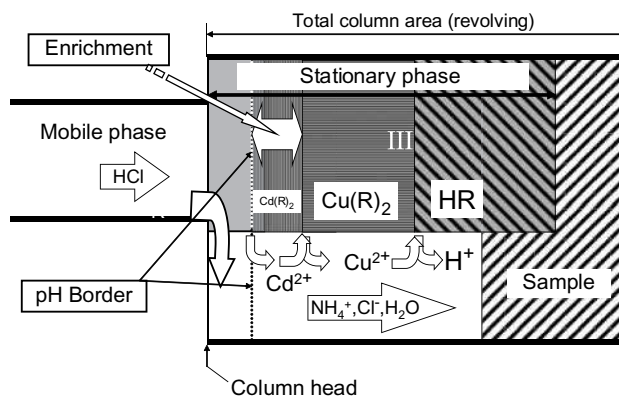 Total column area (revolving)
Enrichment
Stationary phase
Mobile phase
HCl
III
Cd(R)₂
Cu(R)₂
HR
Cd²⁺
Cu²⁺
H⁺
pH Border
NH₄⁺,Cl⁻,H₂O
Sample
Column head